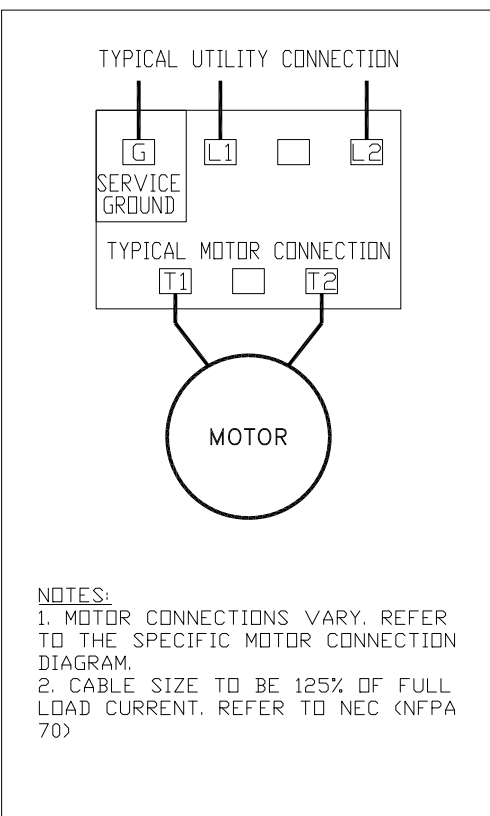 TYPICAL UTILITY CONNECTION
G L1 L2
SERVICE
GROUND
TYPICAL MOTOR CONNECTION
T1 T2
MOTOR
NOTES:
1. MOTOR CONNECTIONS VARY. REFER
TO THE SPECIFIC MOTOR CONNECTION
DIAGRAM.
2. CABLE SIZE TO BE 125% OF FULL
LOAD CURRENT. REFER TO NEC (NFPA
70)